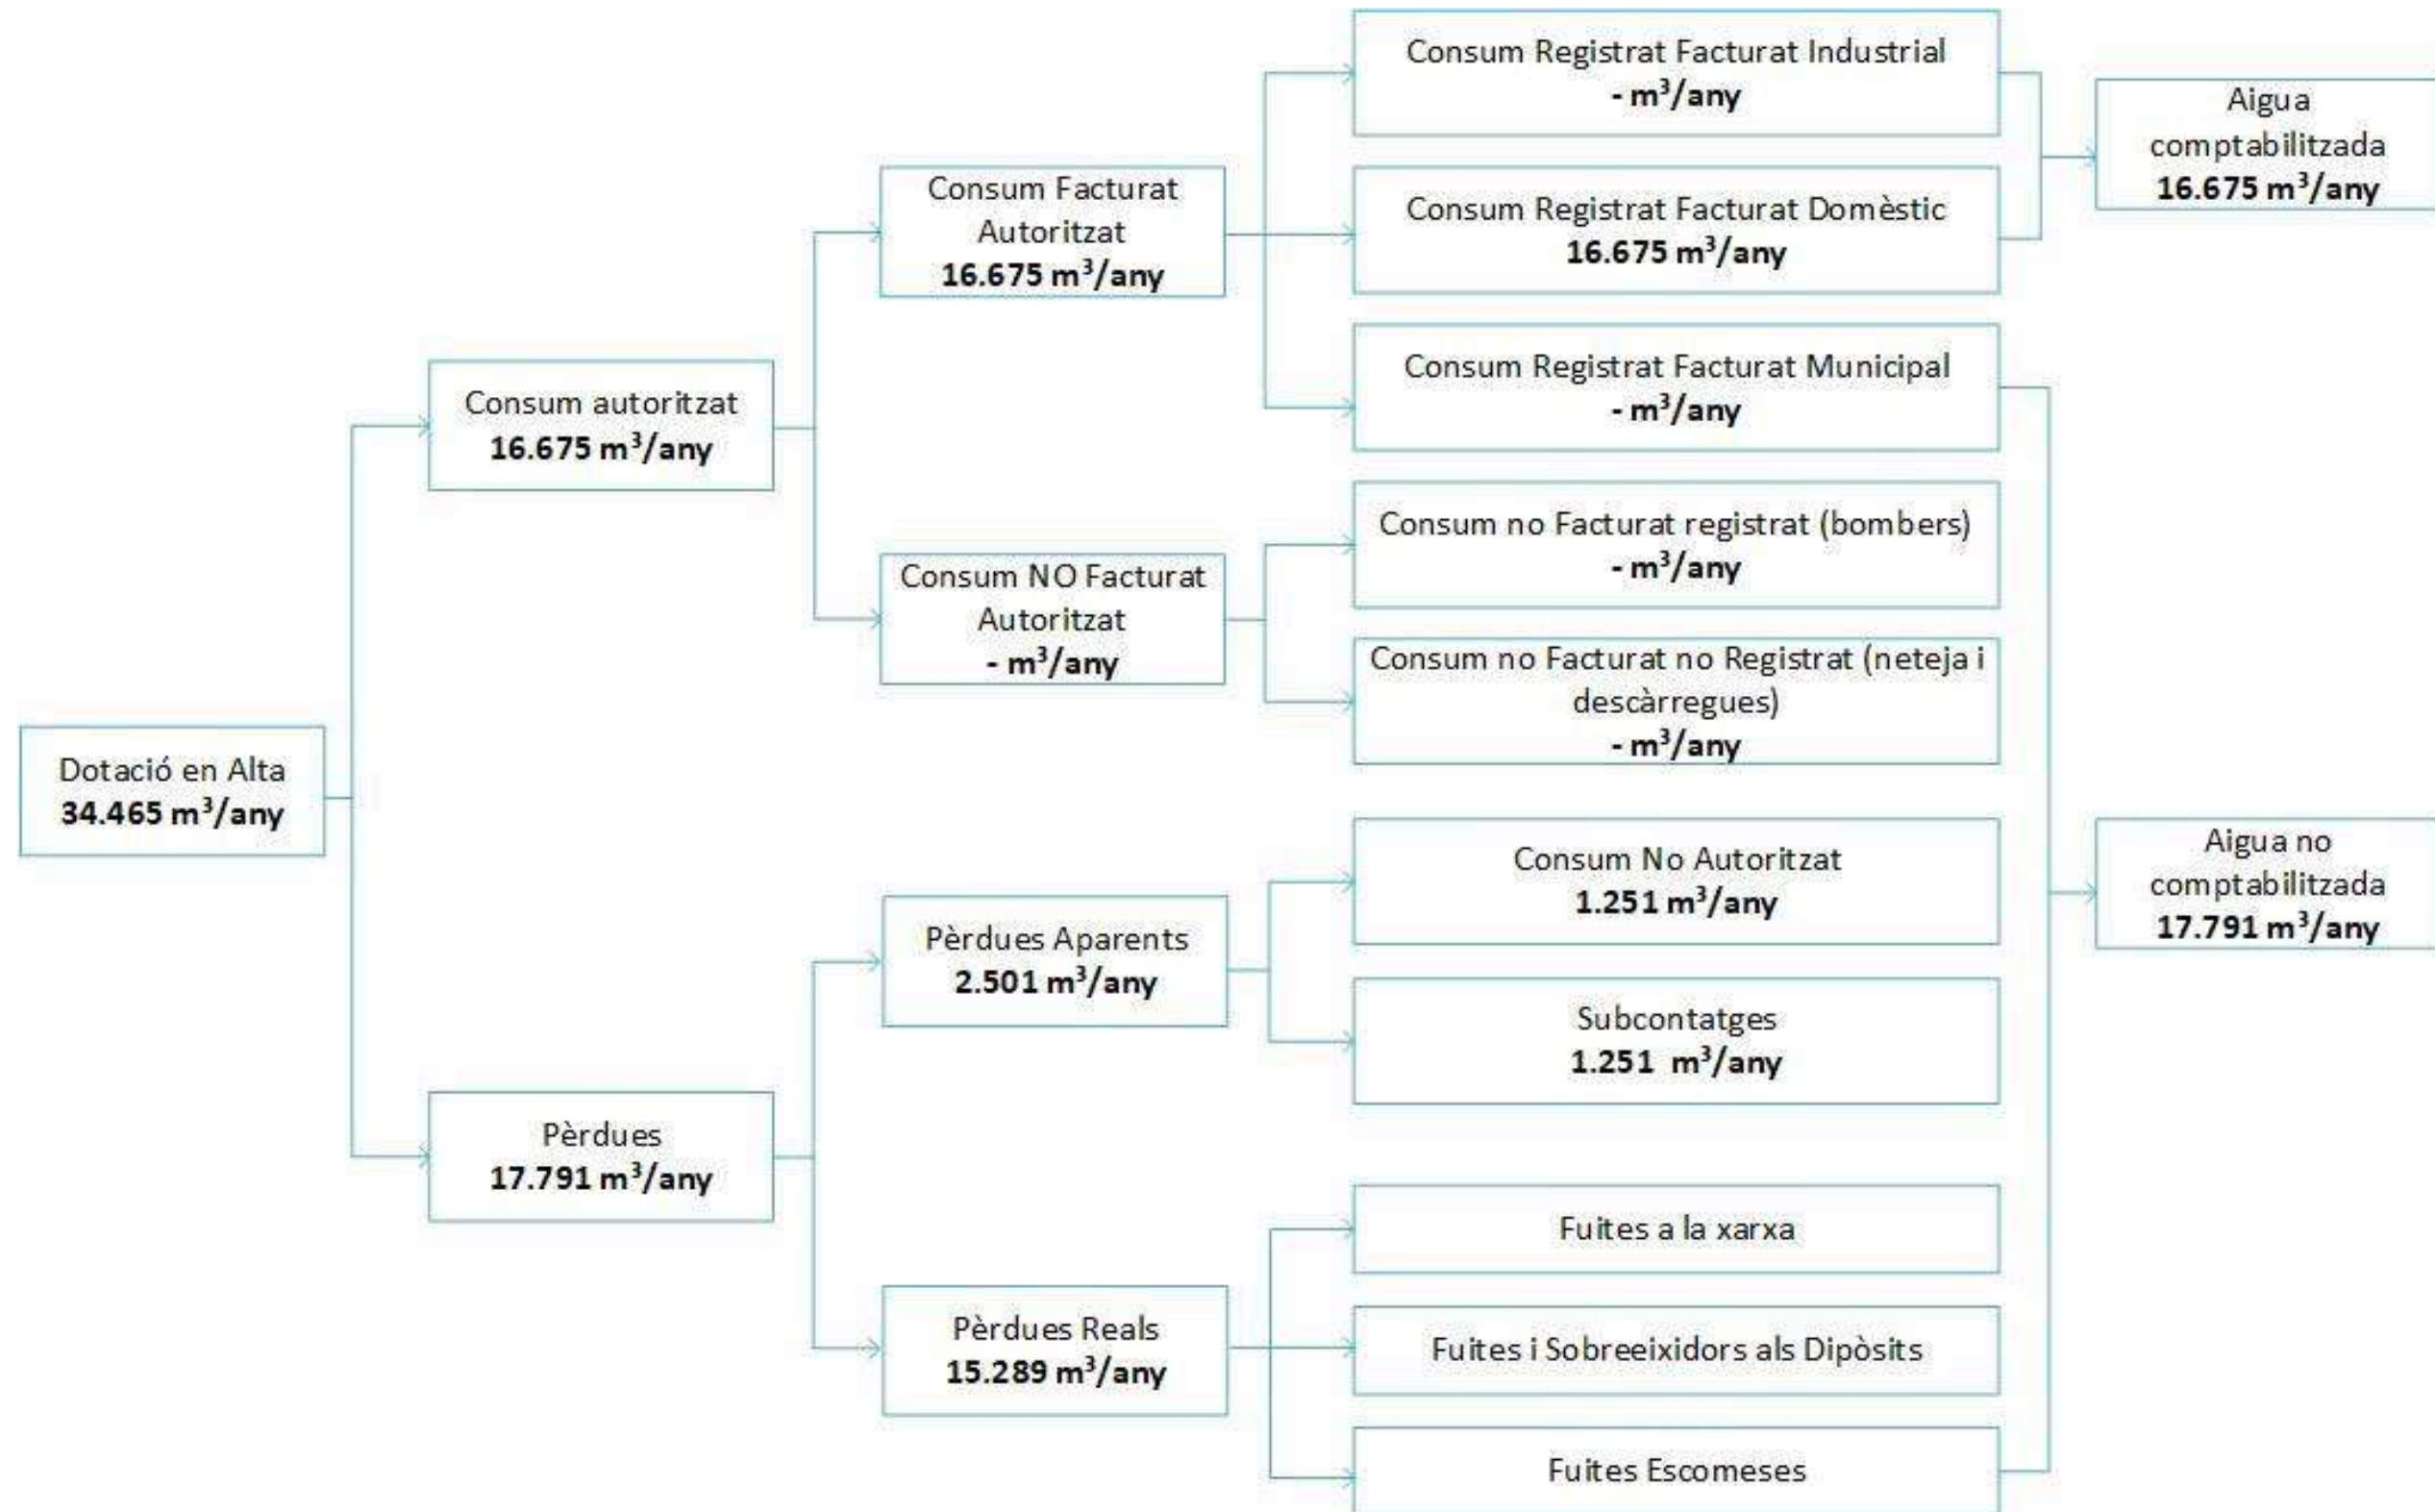 Dotació en Alta
34.465 m³/any
Consum autoritzat
16.675 m³/any
Pèrdues
17.791 m³/any
Consum Facturat
Autoritzat
16.675 m³/any
Consum NO Facturat
Autoritzat
- m³/any
Pèrdues Aparents
2.501 m³/any
Pèrdues Reals
15.289 m³/any
Consum Registrat Facturat Industrial
- m³/any
Consum Registrat Facturat Domèstic
16.675 m³/any
Consum Registrat Facturat Municipal
- m³/any
Consum no Facturat registrat (bombers)
- m³/any
Consum no Facturat no Registrat (neteja i
descàrregues)
- m³/any
Consum No Autoritzat
1.251 m³/any
Subcontatges
1.251 m³/any
Fuites a la xarxa
Fuites i Sobreeixidors als Dipòsits
Fuites Escomeses
Aigua
comptabilitzada
16.675 m³/any
Aigua no
comptabilitzada
17.791 m³/any